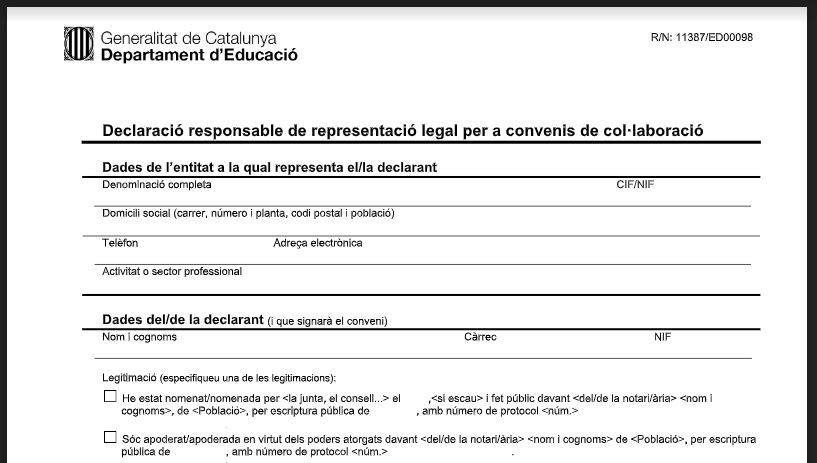 Generalitat de Catalunya
Departament d'Educació
R/N: 11387/ED00098
Declaració responsable de representació legal per a convenis de col·laboració
Dades de l'entitat a la qual representa el/la declarant
Denominació completa CIF/NIF
Domicili social (carrer, número i planta, codi postal i població)
Telèfon Adreça electrònica
Activitat o sector professional
Dades del/de la declarant (i que signarà el conveni)
Nom i cognoms Càrrec NIF
Legitimació (especifiqueu una de les legitimacions):
He estat nomenat/nomenada per <la junta, el consell...> el ,<si escau> i fet públic davant <del/de la notari/ària> <nom i
cognoms>, de <Població>, per escriptura pública de , amb número de protocol <núm.>
Sóc apoderat/apoderada en virtut dels poders atorgats davant <del/de la notari/ària> <nom i cognoms> de <Població>, per escriptura
pública de , amb número de protocol <núm.> .